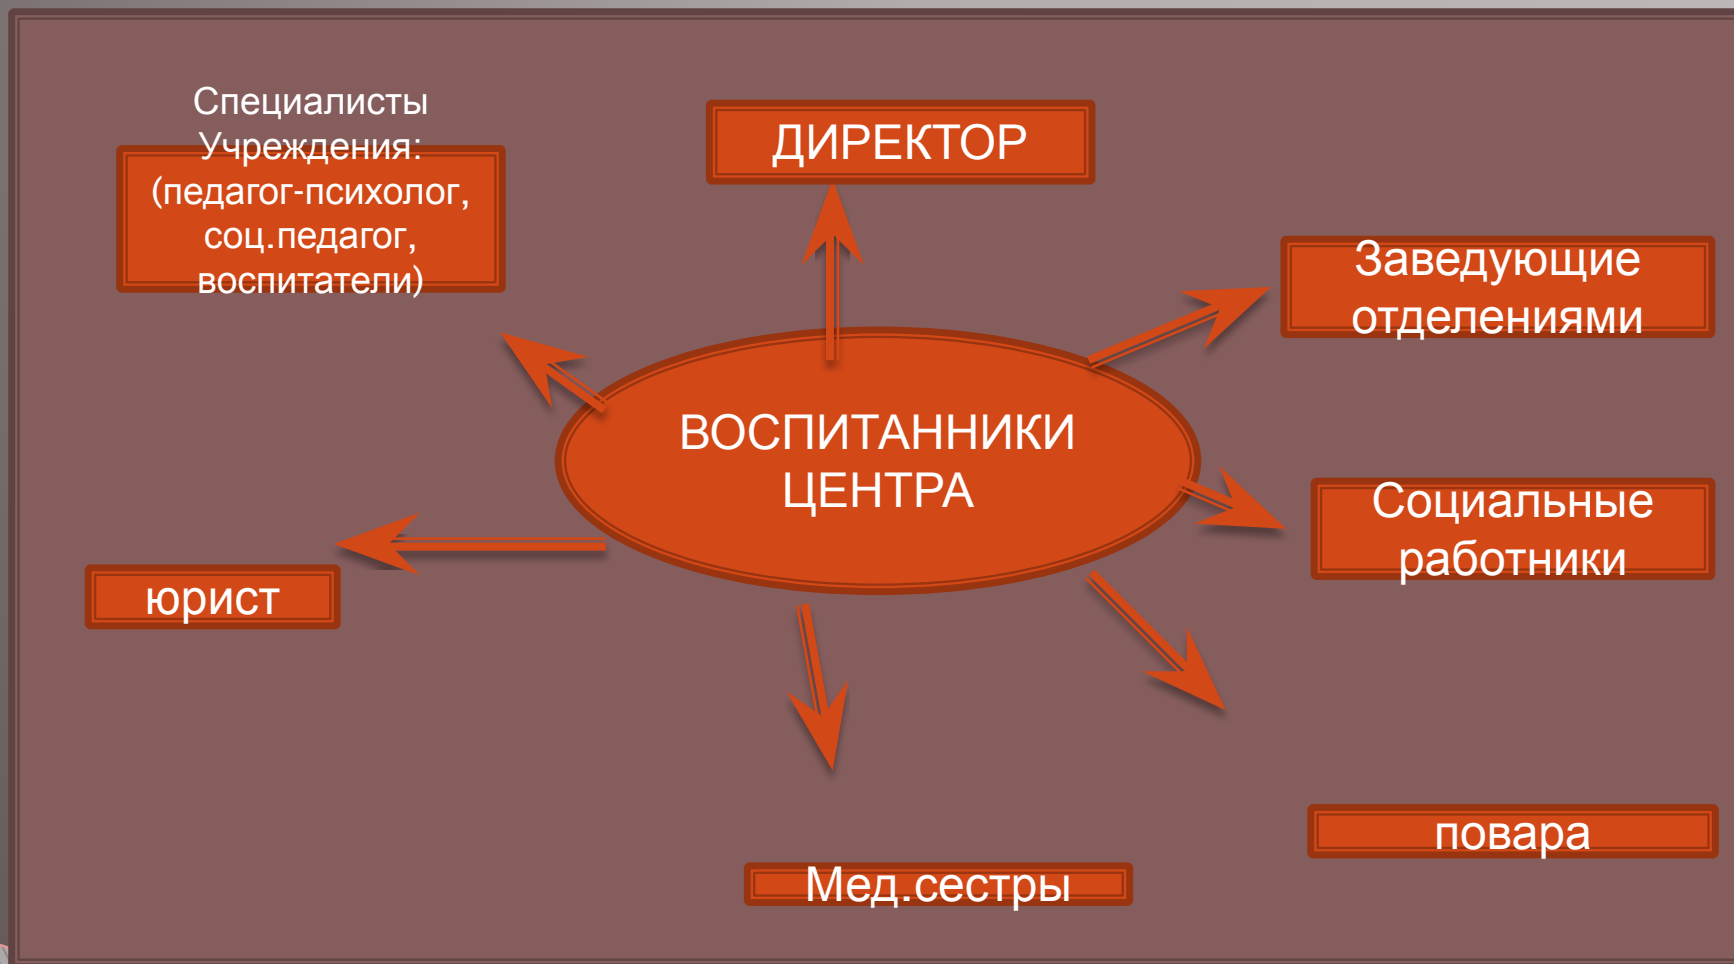 Специалисты
Учреждения:
(педагог-психолог,
соц.педагог,
воспитатели)
ДИРЕКТОР
Заведующие
отделениями
ВОСПИТАННИКИ
ЦЕНТРА
Социальные
работники
юрист
повара
Мед.сестры